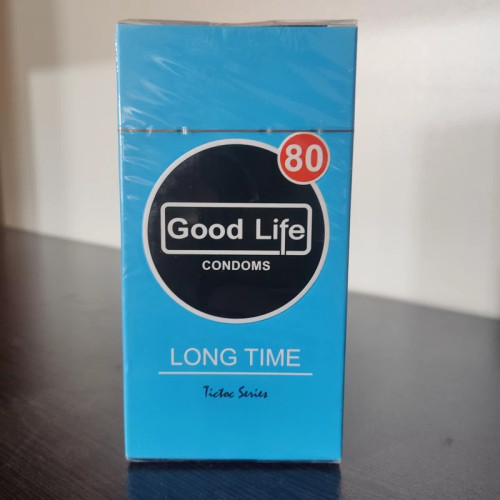 80
Good Life
CONDOMS
LONG TIME
Tictoc Series